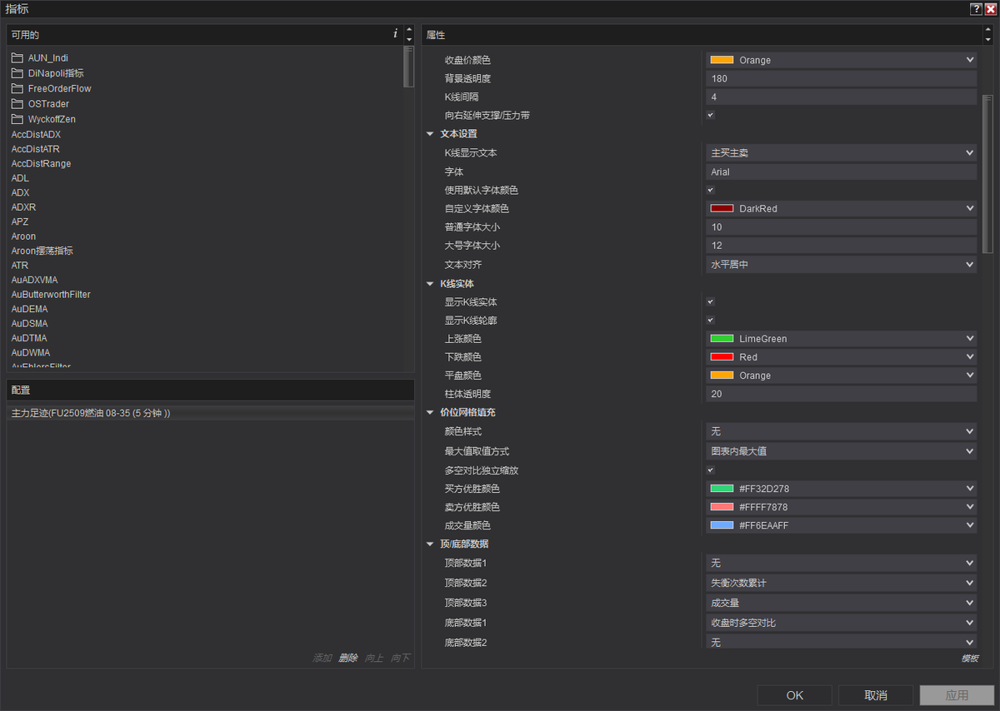 指标
?
可用的
i
AUN_Indi
DiNapoli指标
FreeOrderFlow
OSTrader
WyckoffZen
AccDistADX
AccDistATR
AccDistRange
ADL
ADX
ADXR
APZ
Aroon
Aroon摆荡指标
ATR
AuADXVMA
AuButterworthFilter
AuDEMA
AuDSMA
AuDTMA
AuDWMA
AuEhlersFilter
配置
主力足迹(FU2509燃油 08-35 (5 分钟 ))
添加 删除 向上 向下
属性
收盘价颜色 Orange
背景透明度 180
K线间隔 4
向右延伸支撑/压力带
文本设置
K线显示文本 主买主卖
字体 Arial
使用默认字体颜色
自定义字体颜色 DarkRed
普通字体大小 10
大号字体大小 12
文本对齐 水平居中
K线实体
显示K线实体
显示K线轮廓
上涨颜色 LimeGreen
下跌颜色 Red
平盘颜色 Orange
柱体透明度 20
价位网格填充
颜色样式 无
最大值取值方式 图表内最大值
多空对比独立缩放
买方优胜颜色 #FF32D278
卖方优胜颜色 #FFFF7878
成交量颜色 #FF6EAAFF
顶/底部数据
顶部数据1 无
顶部数据2 失衡次数累计
顶部数据3 成交量
底部数据1 收盘时多空对比
底部数据2 无
模板
OK 取消 应用